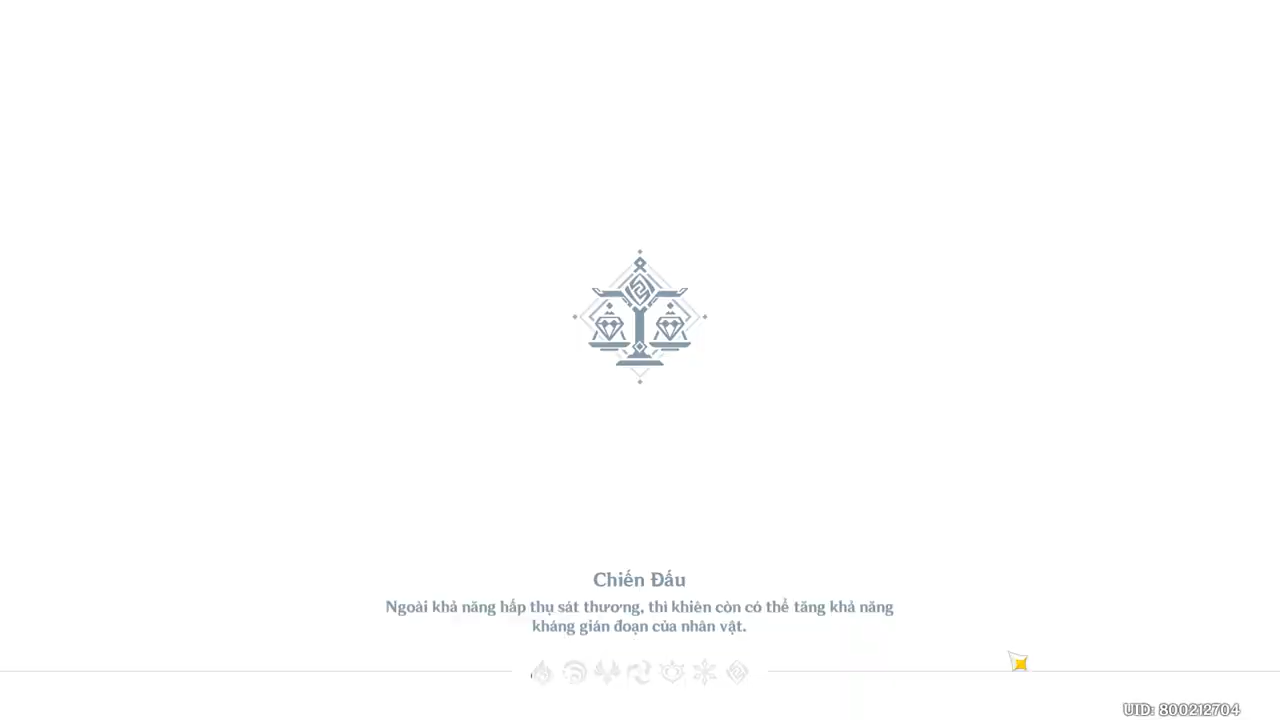 Chiến Đấu
Ngoài khả năng hấp thụ sát thương, thì khiên còn có thể tăng khả năng
kháng gián đoạn của nhân vật.
UID: 800212704